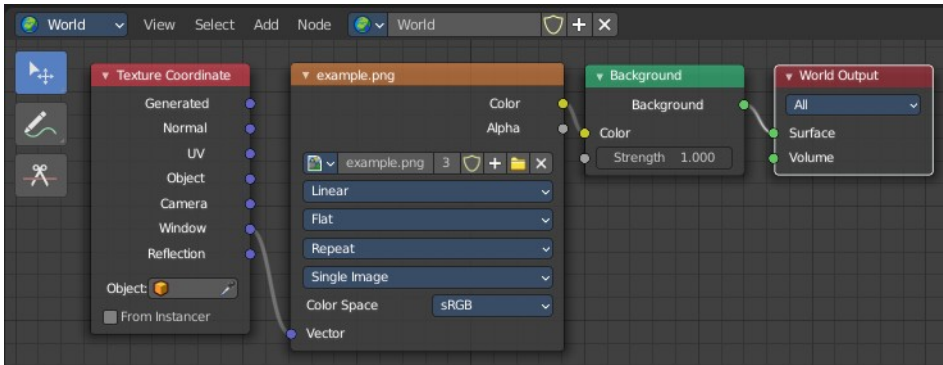 World View Select Add Node World
Texture Coordinate
Generated
Normal
UV
Object
Camera
Window
Reflection
Object:
From Instancer
example.png
Color
Alpha
example.png 3
Linear
Flat
Repeat
Single Image
Color Space sRGB
Vector
Background
Background
Color
Strength 1.000
World Output
All
Surface
Volume